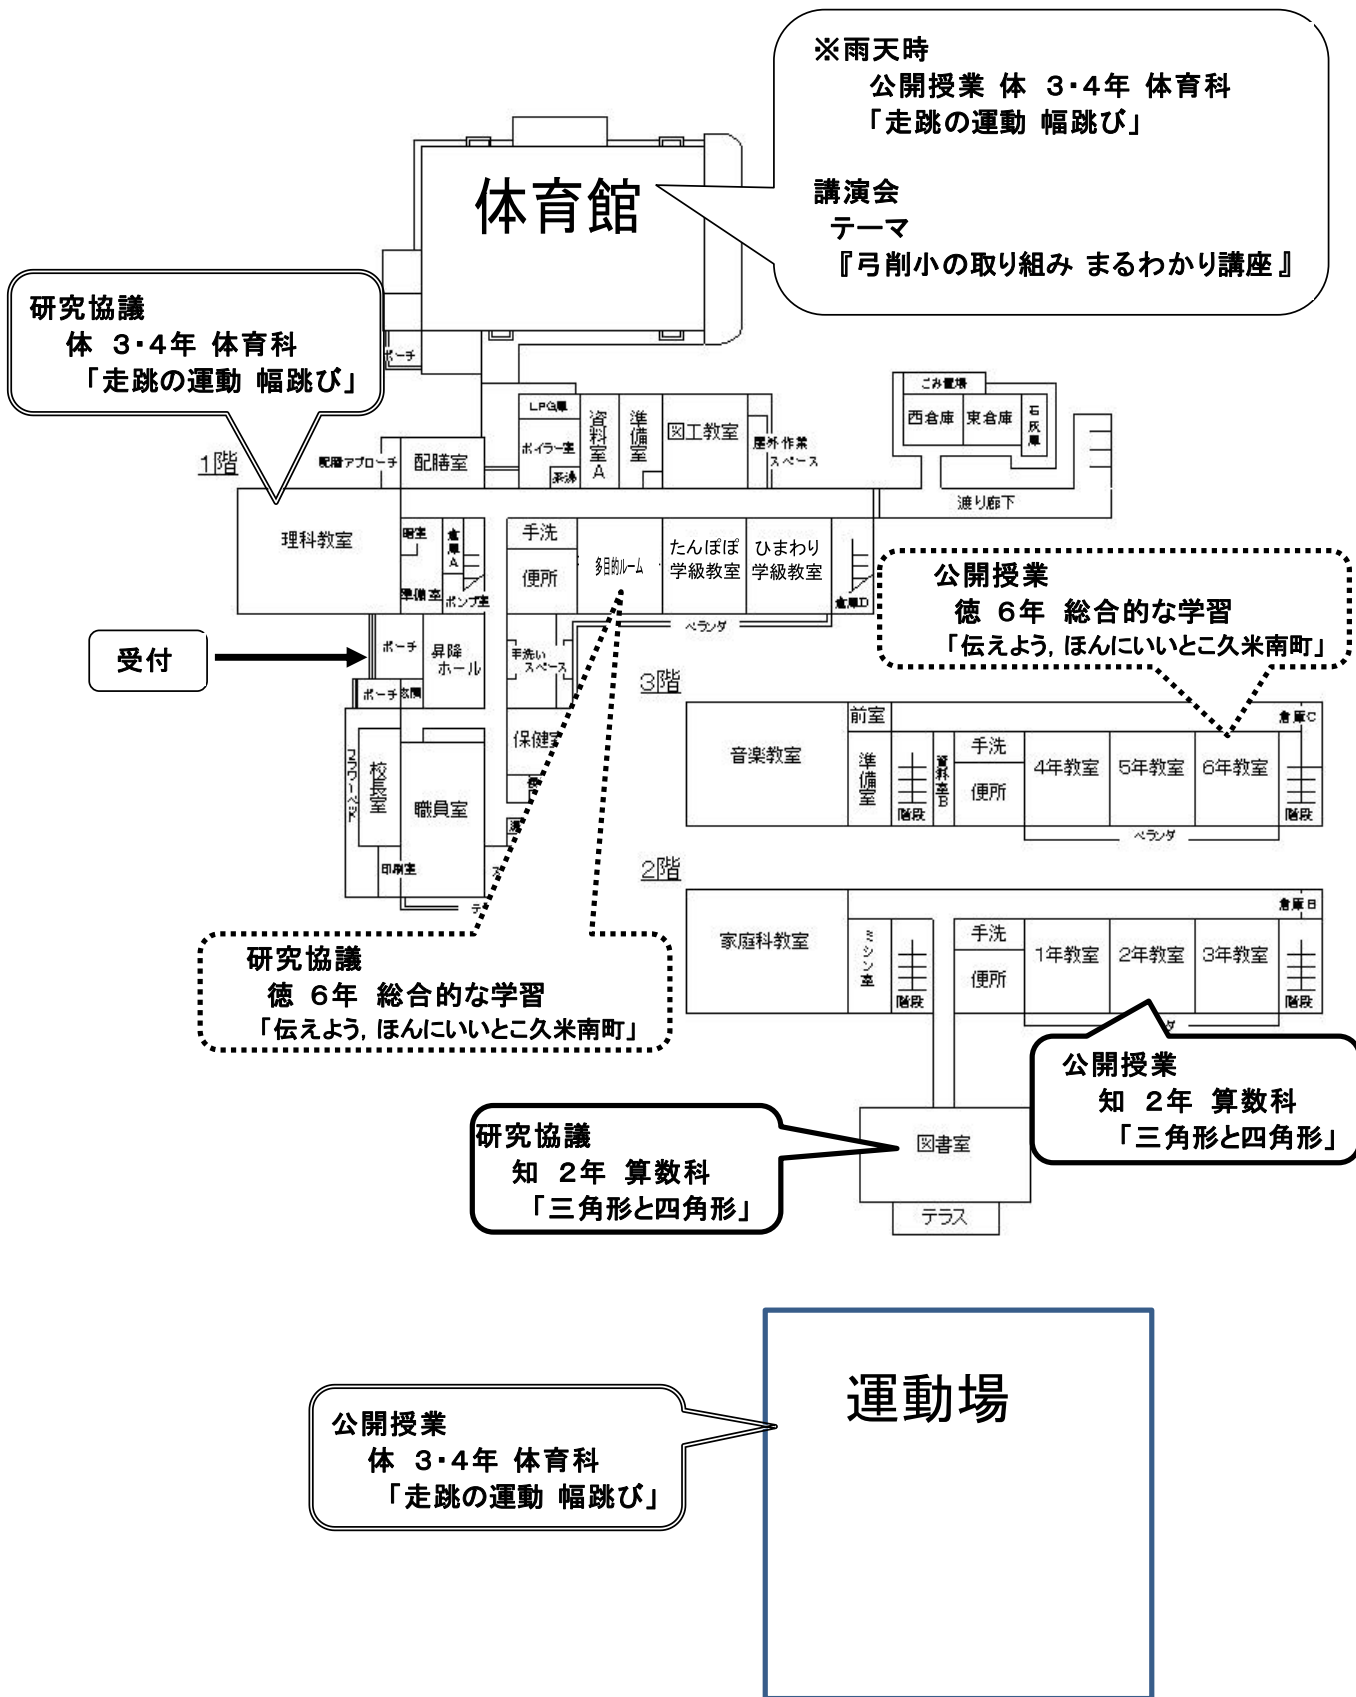 ※雨天時
公開授業 体 3・4年 体育科
「走跳の運動 幅跳び」
講演会
テーマ
『弓削小の取り組み まるわかり講座』
体育館
研究協議
体 3・4年 体育科
「走跳の運動 幅跳び」
ポーチ
1階
配膳アプローチ
配膳室
LPG庫
ボイラー室
茶沸
資料室A
準備室
図工教室
屋外作業
スペース
ごみ置場
西倉庫
東倉庫
石灰庫
渡り廊下
理科教室
暗室
倉庫A
準備室
ポンプ室
手洗
便所
多目的ルーム
たんぽぽ
学級教室
ひまわり
学級教室
倉庫D
ベランダ
受付
ポーチ
昇降
ホール
手洗い
スペース
ポーチ
玄関
フラワーベッド
校長室
職員室
保健室
印刷室
公開授業
徳 6年 総合的な学習
「伝えよう, ほんにいいとこ久米南町」
3階
音楽教室
前室
準備室
階段
資料室B
手洗
便所
4年教室
5年教室
6年教室
倉庫C
階段
ベランダ
2階
家庭科教室
ミシン室
階段
手洗
便所
1年教室
2年教室
3年教室
倉庫B
階段
研究協議
徳 6年 総合的な学習
「伝えよう, ほんにいいとこ久米南町」
公開授業
知 2年 算数科
「三角形と四角形」
研究協議
知 2年 算数科
「三角形と四角形」
図書室
テラス
運動場
公開授業
体 3・4年 体育科
「走跳の運動 幅跳び」